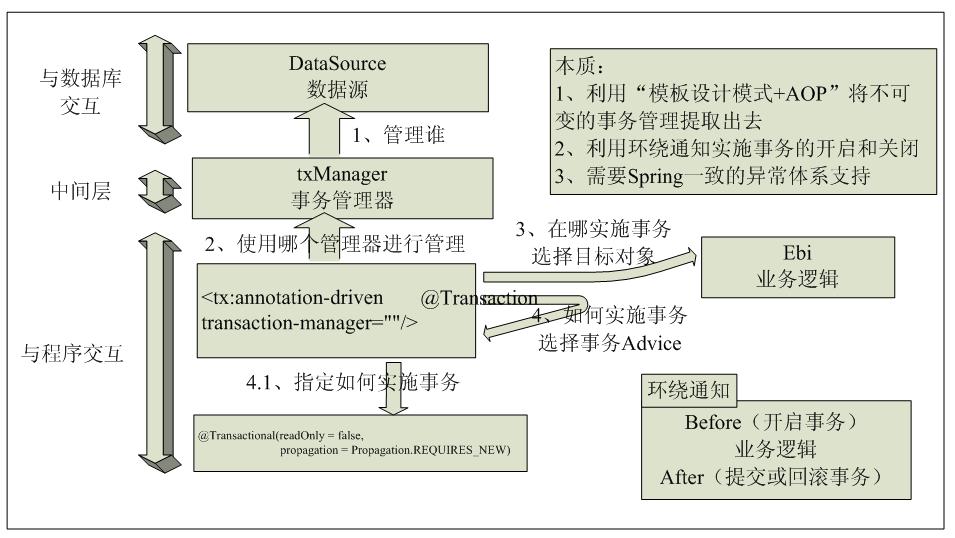 与数据库
交互
DataSource
数据源
1、管理谁
中间层
txManager
事务管理器
2、使用哪个管理器进行管理
与程序交互
<tx:annotation-driven
transaction-manager=""/>
@Transaction
3、在哪实施事务
选择目标对象
Ebi
业务逻辑
4、如何实施事务
选择事务Advice
4.1、指定如何实施事务
@Transactional(readOnly = false,
propagation = Propagation.REQUIRES_NEW)
本质：
1、利用“模板设计模式+AOP”将不可
变的事务管理提取出去
2、利用环绕通知实施事务的开启和关闭
3、需要Spring一致的异常体系支持
环绕通知
Before（开启事务）
业务逻辑
After（提交或回滚事务）